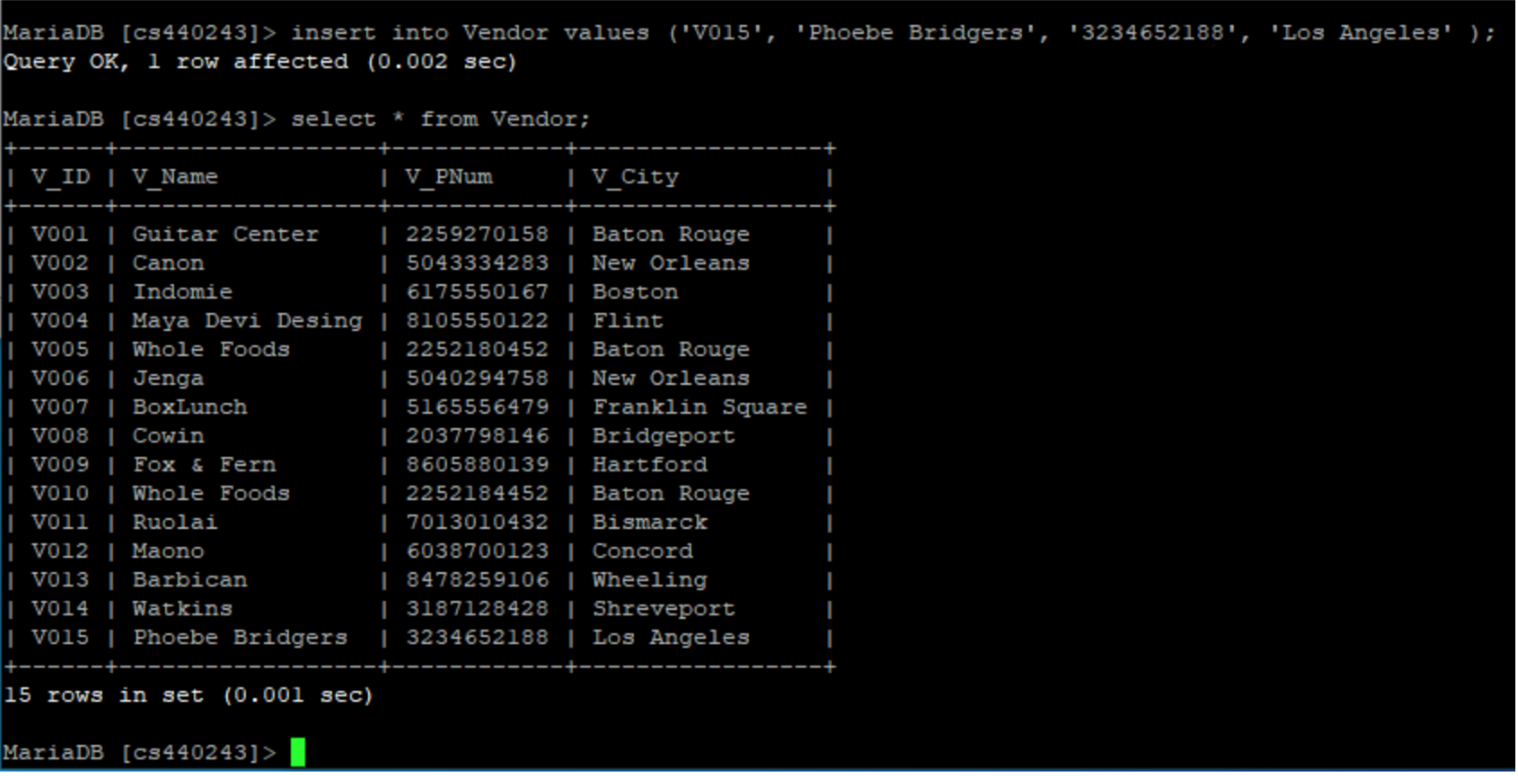 MariaDB [cs440243]> insert into Vendor values ('V015', 'Phoebe Bridgers', '3234652188', 'Los Angeles' );
Query OK, 1 row affected (0.002 sec)
MariaDB [cs440243]> select * from Vendor;
+------+------------------+------------+-----------------+
| V_ID | V_Name           | V_PNum     | V_City          |
+------+------------------+------------+-----------------+
| V001 | Guitar Center    | 2259270158 | Baton Rouge     |
| V002 | Canon            | 5043334283 | New Orleans     |
| V003 | Indomie          | 6175550167 | Boston          |
| V004 | Maya Devi Desing | 8105550122 | Flint           |
| V005 | Whole Foods      | 2252180452 | Baton Rouge     |
| V006 | Jenga            | 5040294758 | New Orleans     |
| V007 | BoxLunch         | 5165556479 | Franklin Square |
| V008 | Cowin            | 2037798146 | Bridgeport      |
| V009 | Fox & Fern       | 8605880139 | Hartford        |
| V010 | Whole Foods      | 2252184452 | Baton Rouge     |
| V011 | Ruolai           | 7013010432 | Bismarck        |
| V012 | Maono            | 6038700123 | Concord         |
| V013 | Barbican         | 8478259106 | Wheeling        |
| V014 | Watkins          | 3187128428 | Shreveport      |
| V015 | Phoebe Bridgers  | 3234652188 | Los Angeles     |
+------+------------------+------------+-----------------+
15 rows in set (0.001 sec)
MariaDB [cs440243]>